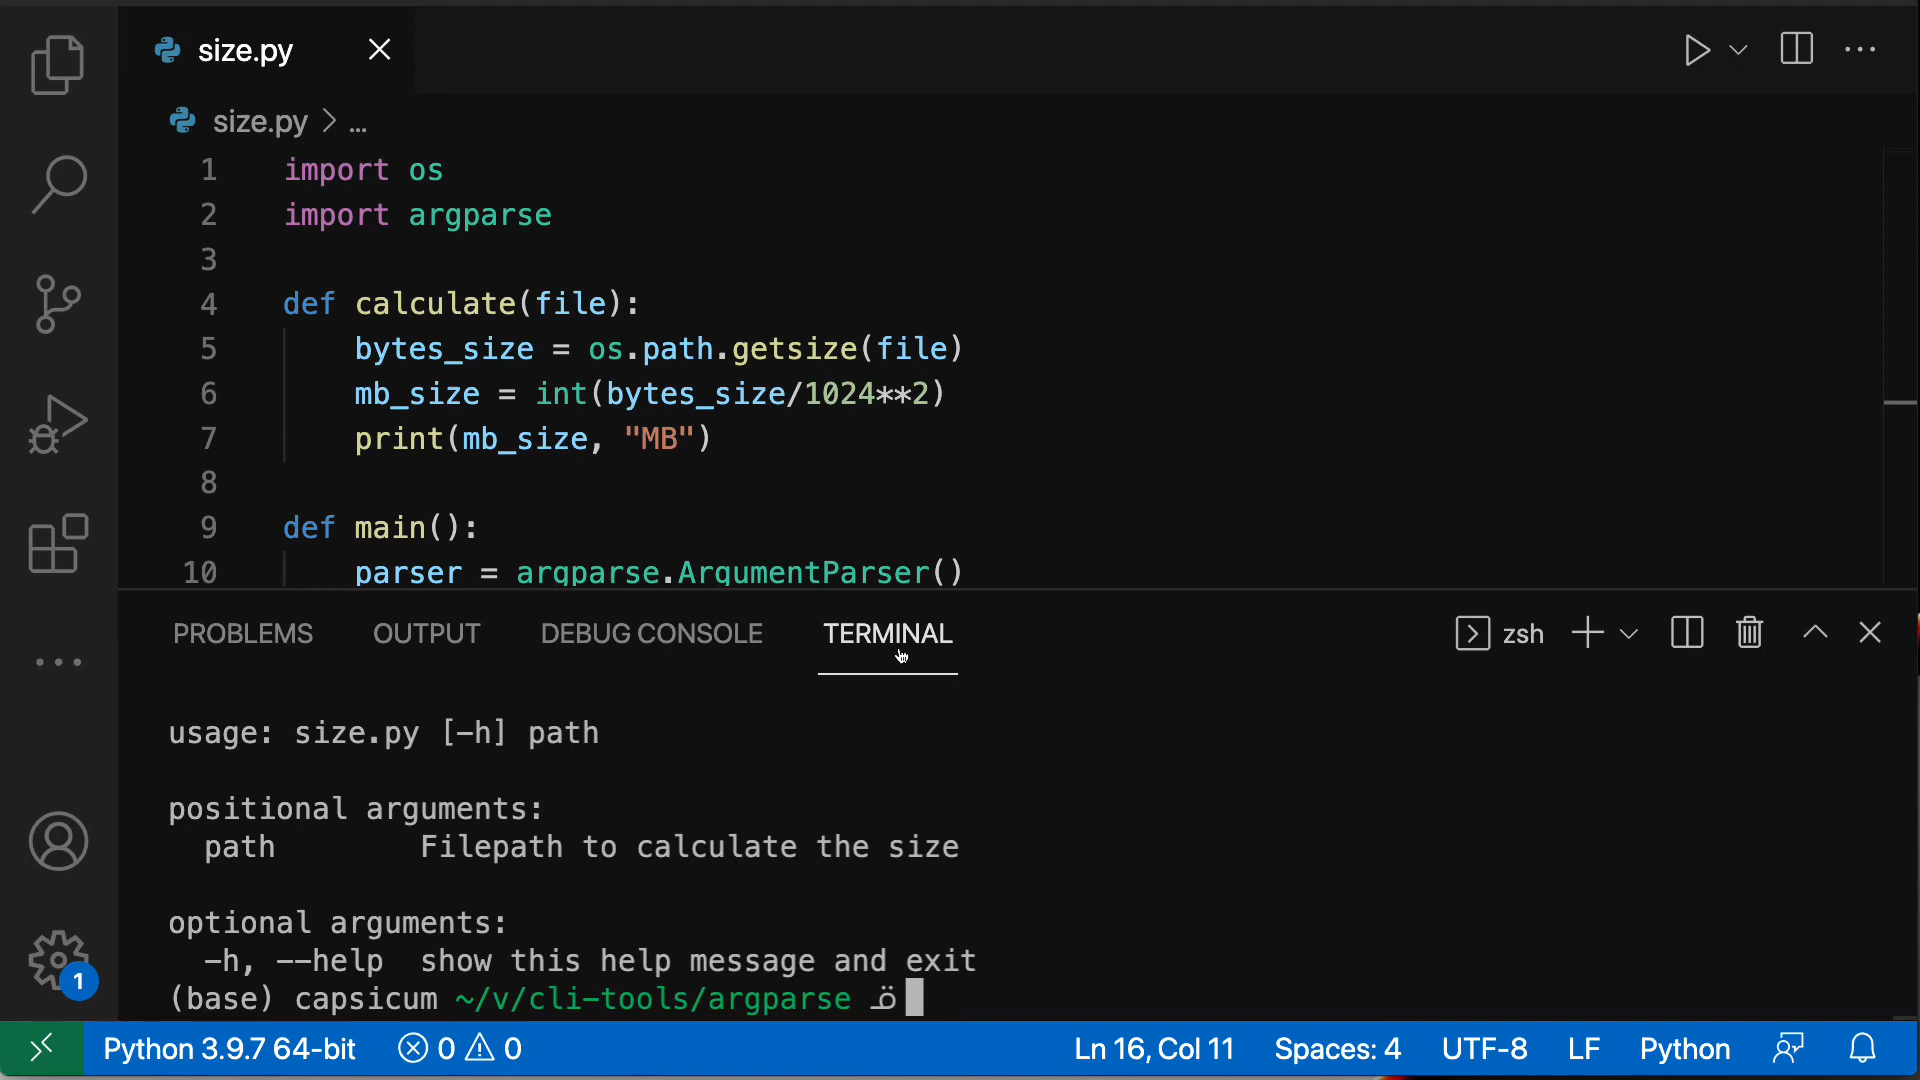 size.py
size.py > ...
1 import os
2 import argparse
3
4 def calculate(file):
5 bytes_size = os.path.getsize(file)
6 mb_size = int(bytes_size/1024**2)
7 print(mb_size, "MB")
8
9 def main():
10 parser = argparse.ArgumentParser()
PROBLEMS OUTPUT DEBUG CONSOLE TERMINAL zsh
usage: size.py [-h] path
positional arguments:
path Filepath to calculate the size
optional arguments:
-h, --help show this help message and exit
(base) capsicum ~/v/cli-tools/argparse
1
Python 3.9.7 64-bit 0 0 Ln 16, Col 11 Spaces: 4 UTF-8 LF Python